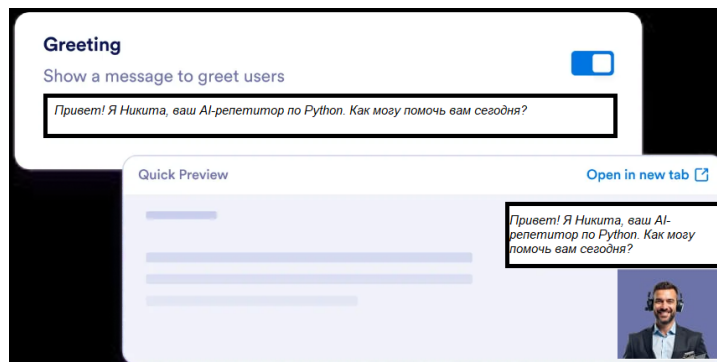 Greeting
Show a message to greet users
Привет! Я Никита, ваш AI-репетитор по Python. Как могу помочь вам сегодня?
Quick Preview
Open in new tab
Привет! Я Никита, ваш AI-
репетитор по Python. Как могу
помочь вам сегодня?